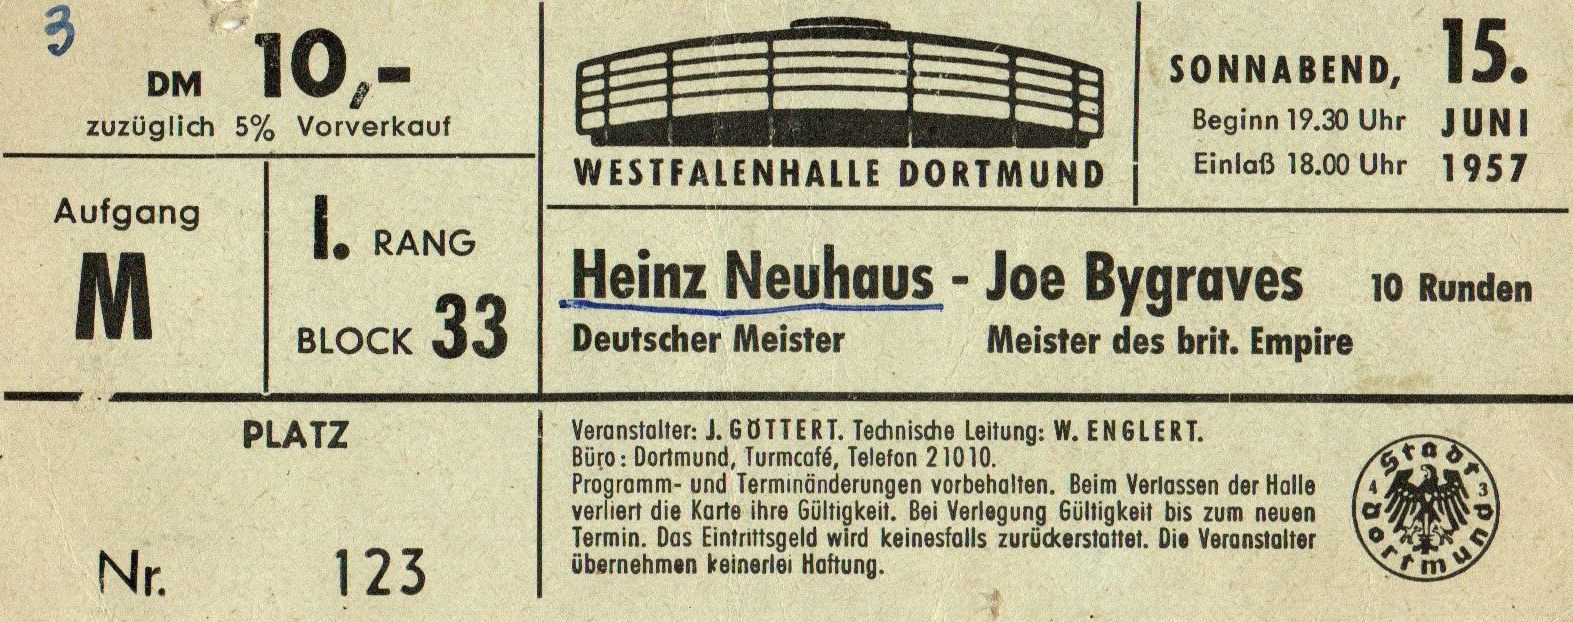 3
DM 10,-
zuzüglich 5% Vorverkauf
WESTFALENHALLE DORTMUND
SONNABEND, 15.
Beginn 19.30 Uhr JUNI
Einlaß 18.00 Uhr 1957
Aufgang
M
I. RANG
BLOCK 33
Heinz Neuhaus - Joe Bygraves 10 Runden
Deutscher Meister Meister des brit. Empire
PLATZ
Nr. 123
Veranstalter: J. GÖTTERT. Technische Leitung: W. ENGLERT.
Büro: Dortmund, Turmcafé, Telefon 21010.
Programm- und Terminänderungen vorbehalten. Beim Verlassen der Halle
verliert die Karte ihre Gültigkeit. Bei Verlegung Gültigkeit bis zum neuen
Termin. Das Eintrittsgeld wird keinesfalls zurückerstattet. Die Veranstalter
übernehmen keinerlei Haftung.
Stadt
4 3
Dortmund